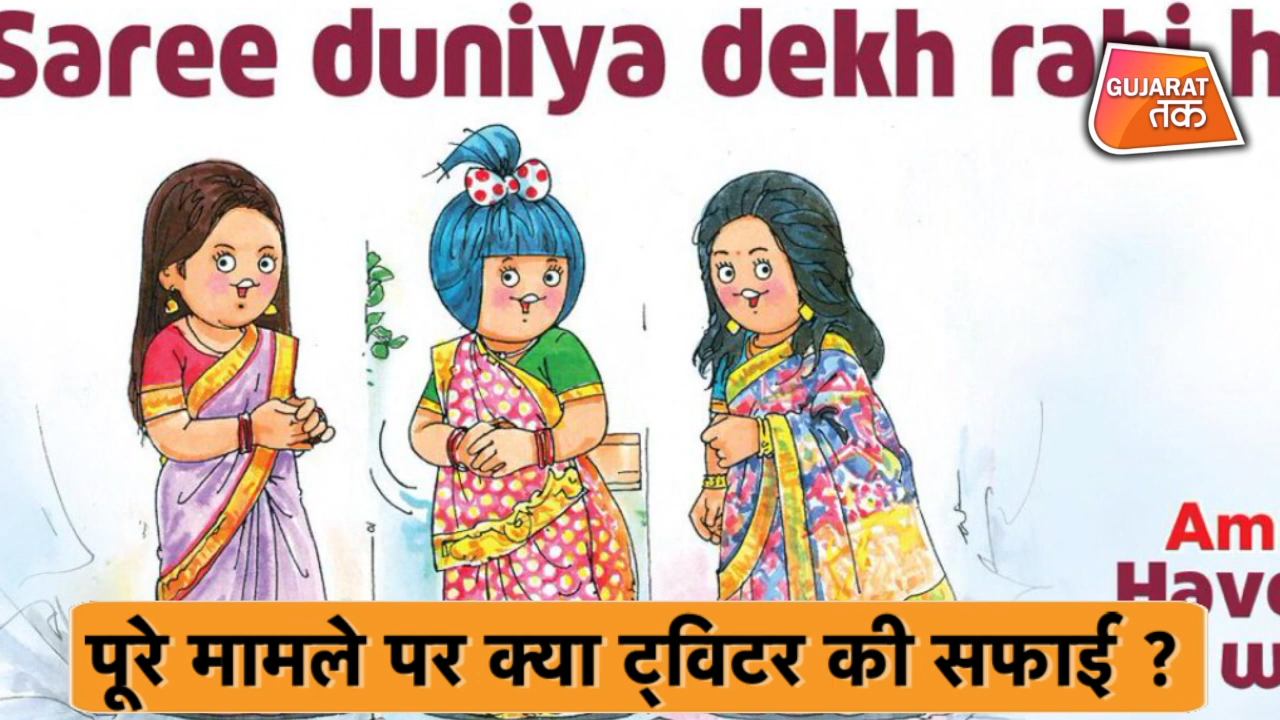 Saree duniya dekh rahi h
GUJARAT
तक
Am
Have
w
पूरे मामले पर क्या ट्विटर की सफाई ?